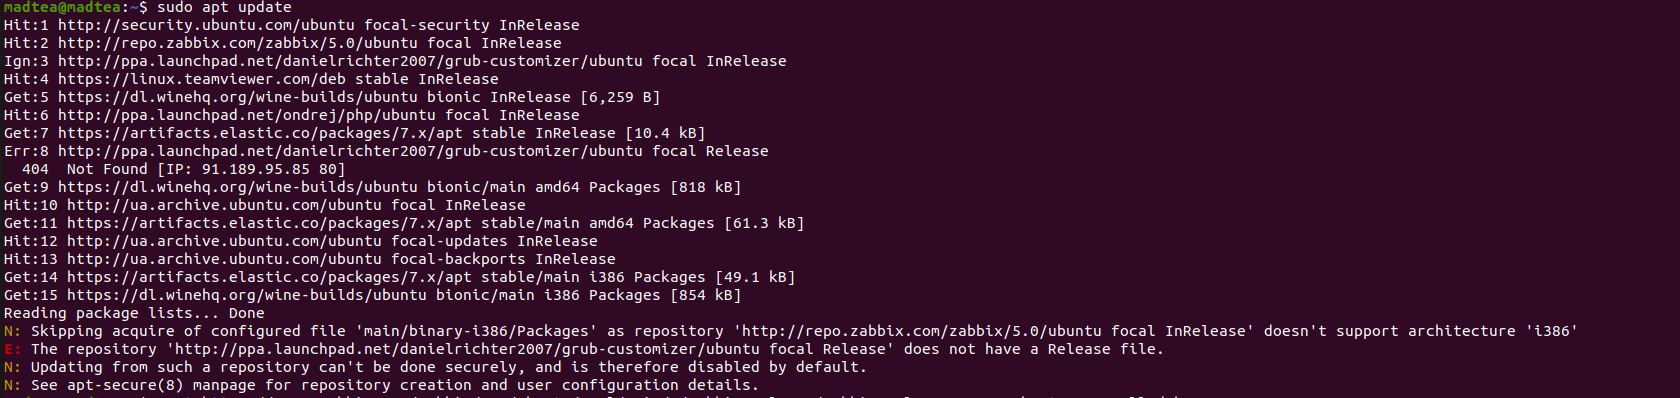 madtea@madtea:~$ sudo apt update
Hit:1 http://security.ubuntu.com/ubuntu focal-security InRelease
Hit:2 http://repo.zabbix.com/zabbix/5.0/ubuntu focal InRelease
Ign:3 http://ppa.launchpad.net/danielrichter2007/grub-customizer/ubuntu focal InRelease
Hit:4 https://linux.teamviewer.com/deb stable InRelease
Get:5 https://dl.winehq.org/wine-builds/ubuntu bionic InRelease [6,259 B]
Hit:6 http://ppa.launchpad.net/ondrej/php/ubuntu focal InRelease
Get:7 https://artifacts.elastic.co/packages/7.x/apt stable InRelease [10.4 kB]
Err:8 http://ppa.launchpad.net/danielrichter2007/grub-customizer/ubuntu focal Release
  404  Not Found [IP: 91.189.95.85 80]
Get:9 https://dl.winehq.org/wine-builds/ubuntu bionic/main amd64 Packages [818 kB]
Hit:10 http://ua.archive.ubuntu.com/ubuntu focal InRelease
Get:11 https://artifacts.elastic.co/packages/7.x/apt stable/main amd64 Packages [61.3 kB]
Hit:12 http://ua.archive.ubuntu.com/ubuntu focal-updates InRelease
Hit:13 http://ua.archive.ubuntu.com/ubuntu focal-backports InRelease
Get:14 https://artifacts.elastic.co/packages/7.x/apt stable/main i386 Packages [49.1 kB]
Get:15 https://dl.winehq.org/wine-builds/ubuntu bionic/main i386 Packages [854 kB]
Reading package lists... Done
N: Skipping acquire of configured file 'main/binary-i386/Packages' as repository 'http://repo.zabbix.com/zabbix/5.0/ubuntu focal InRelease' doesn't support architecture 'i386'
E: The repository 'http://ppa.launchpad.net/danielrichter2007/grub-customizer/ubuntu focal Release' does not have a Release file.
N: Updating from such a repository can't be done securely, and is therefore disabled by default.
N: See apt-secure(8) manpage for repository creation and user configuration details.